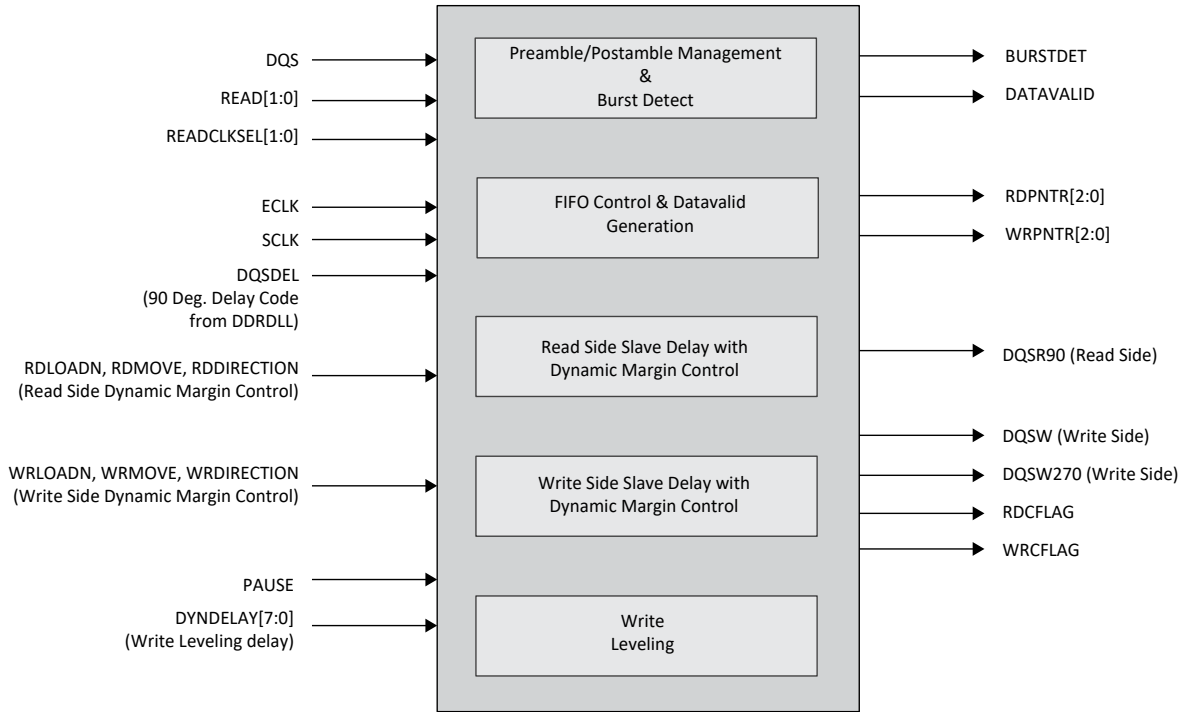 DQS
READ[1:0]
READCLKSEL[1:0]
ECLK
SCLK
DQSDEL
(90 Deg. Delay Code
from DDRDLL)
RDLOADN, RDMOVE, RDDIRECTION
(Read Side Dynamic Margin Control)
WRLOADN, WRMOVE, WRDIRECTION
(Write Side Dynamic Margin Control)
PAUSE
DYNDELAY[7:0]
(Write Leveling delay)
Preamble/Postamble Management
&
Burst Detect
FIFO Control & Datavalid
Generation
Read Side Slave Delay with
Dynamic Margin Control
Write Side Slave Delay with
Dynamic Margin Control
Write
Leveling
BURSTDET
DATAVALID
RDPNTR[2:0]
WRPNTR[2:0]
DQSR90 (Read Side)
DQSW (Write Side)
DQSW270 (Write Side)
RDCFLAG
WRCFLAG